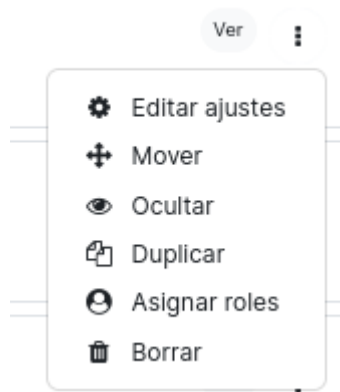 Ver
Editar ajustes
Mover
Ocultar
Duplicar
Asignar roles
Borrar